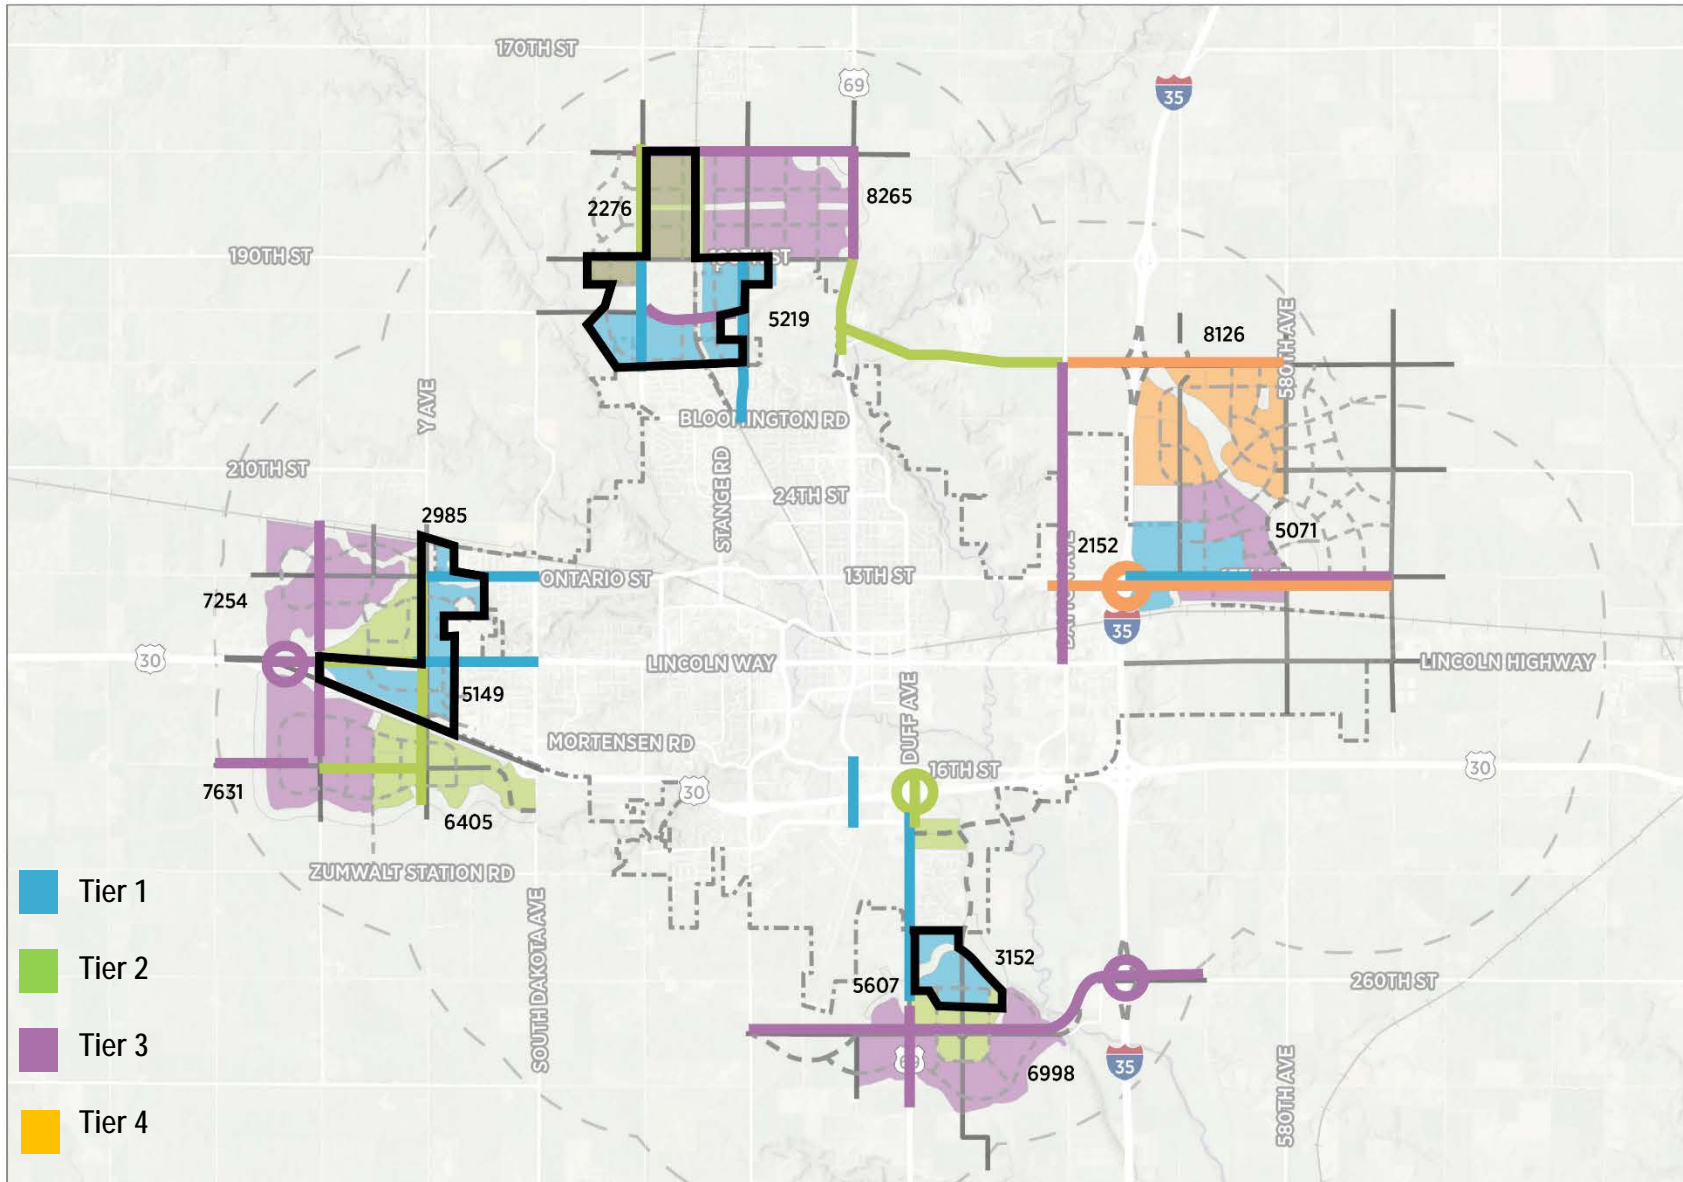 170TH ST
69
35
2276
8265
190TH ST
5219
8126
580TH AVE
Y AVE
BLOOMINGTON RD
210TH ST
STANGE RD
24TH ST
2985
2152
5071
ONTARIO ST
13TH ST
7254
35
30
LINCOLN WAY
LINCOLN HIGHWAY
5149
DUFF AVE
MORTENSEN RD
16TH ST
30
30
7631
6405
ZUMWALT STATION RD
Tier 1
SOUTH DAKOTA AVE
Tier 2
3152
5607
260TH ST
Tier 3
69
6998
35
580TH AVE
Tier 4